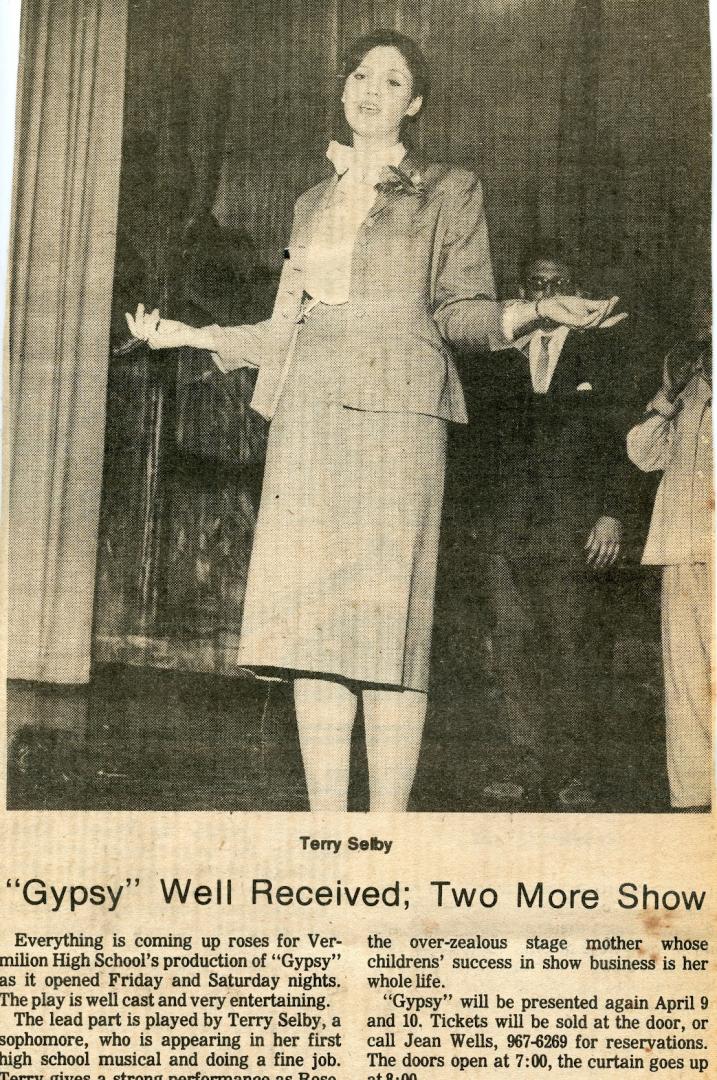 Terry Selby
"Gypsy" Well Received; Two More Show
Everything is coming up roses for Ver-
milion High School's production of "Gypsy"
as it opened Friday and Saturday nights.
The play is well cast and very entertaining.
The lead part is played by Terry Selby, a
sophomore, who is appearing in her first
high school musical and doing a fine job.
Terry gives a strong performance as Rose,
the over-zealous stage mother whose
childrens' success in show business is her
whole life.
"Gypsy" will be presented again April 9
and 10. Tickets will be sold at the door, or
call Jean Wells, 967-6269 for reservations.
The doors open at 7:00, the curtain goes up
at 8:00.